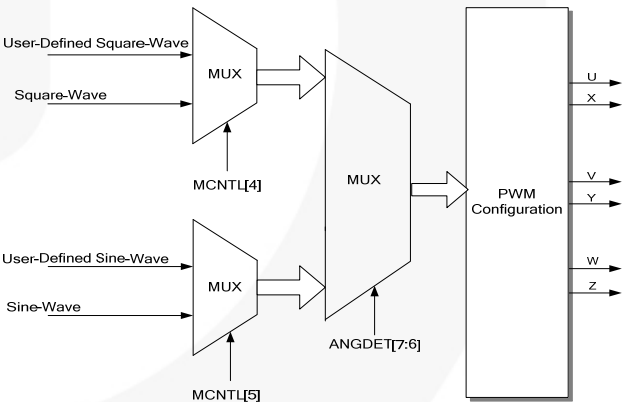 User-Defined Square-Wave
Square-Wave
MUX
MCNTL[4]
User-Defined Sine-Wave
Sine-Wave
MUX
MCNTL[5]
MUX
ANGDET[7:6]
PWM
Configuration
U
X
V
Y
W
Z